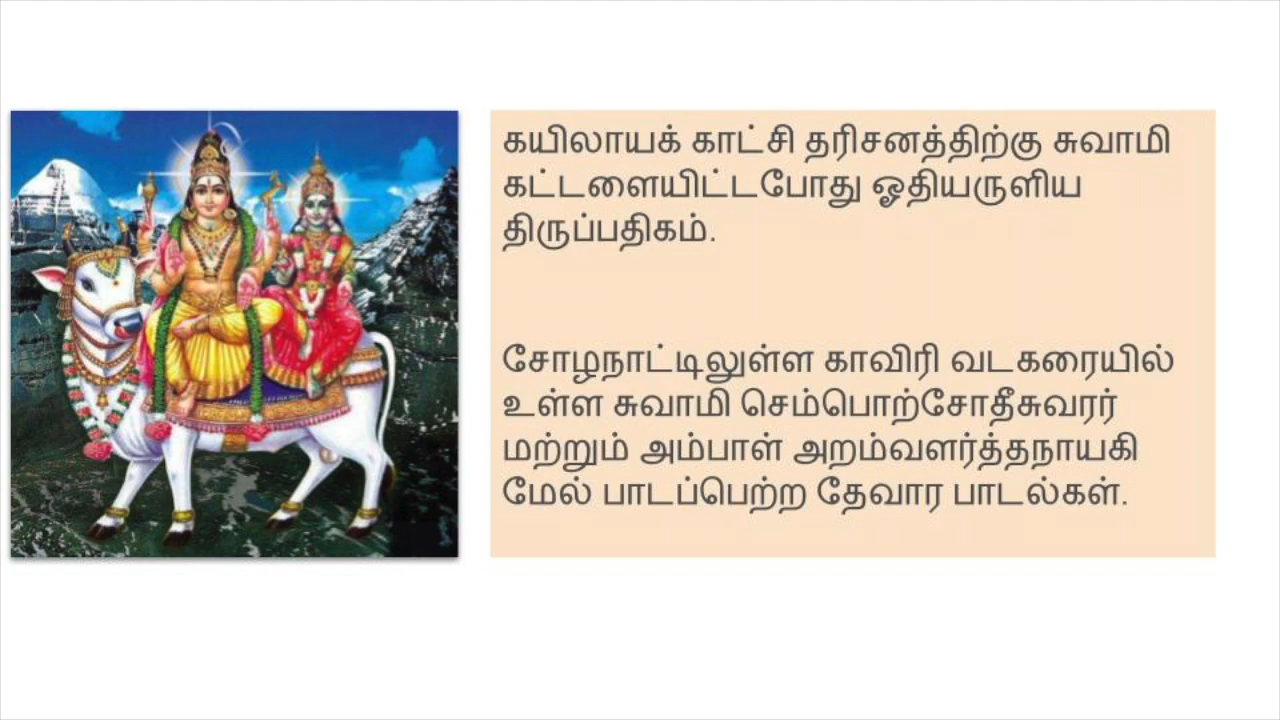 கயிலாயக் காட்சி தரிசனத்திற்கு சுவாமி
கட்டளையிட்டபோது ஓதியருளிய
திருப்பதிகம்.
சோழநாட்டிலுள்ள காவிரி வடகரையில்
உள்ள சுவாமி செம்பொற்சோதீசுவரர்
மற்றும் அம்பாள் அறம்வளர்த்தநாயகி
மேல் பாடப்பெற்ற தேவார பாடல்கள்.